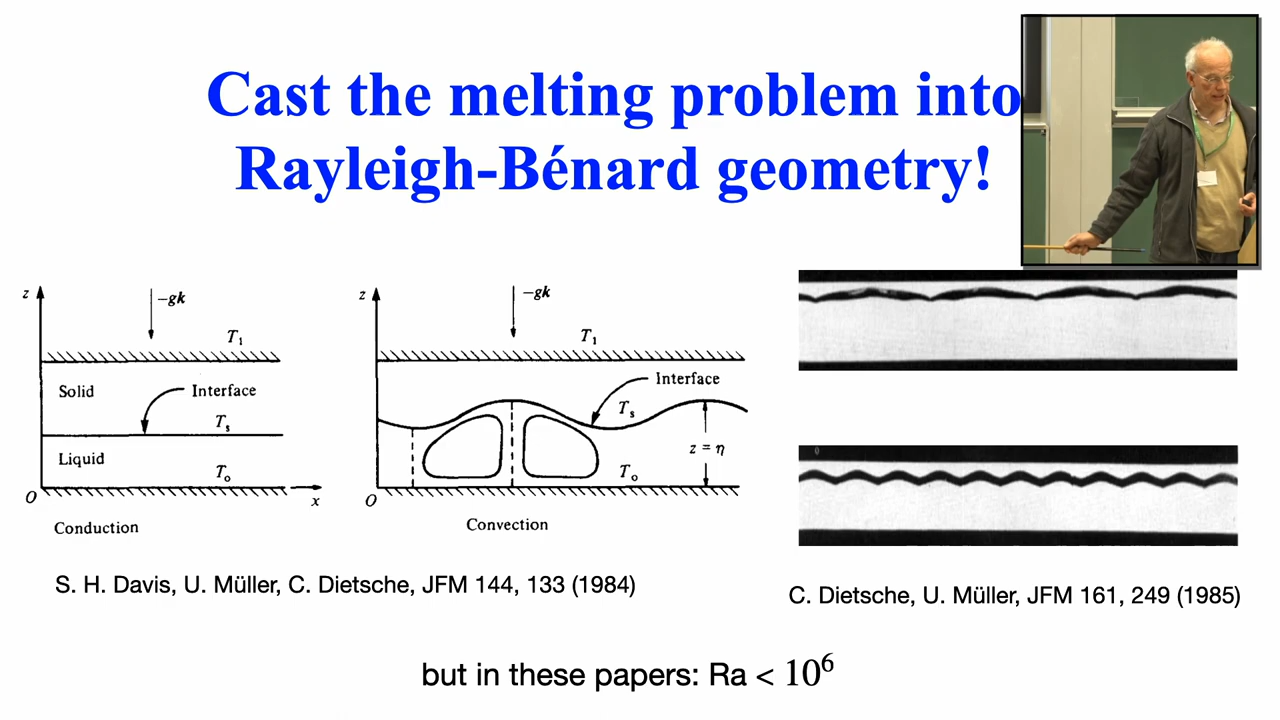 Cast the melting problem into
Rayleigh-Bénard geometry!
z
-gk
T₁
Solid
Interface
Tₛ
Liquid
T₀
O
x
Conduction
z
-gk
T₁
Interface
Tₛ
z = η
T₀
O
Convection
S. H. Davis, U. Müller, C. Dietsche, JFM 144, 133 (1984)
C. Dietsche, U. Müller, JFM 161, 249 (1985)
but in these papers: Ra < 10⁶